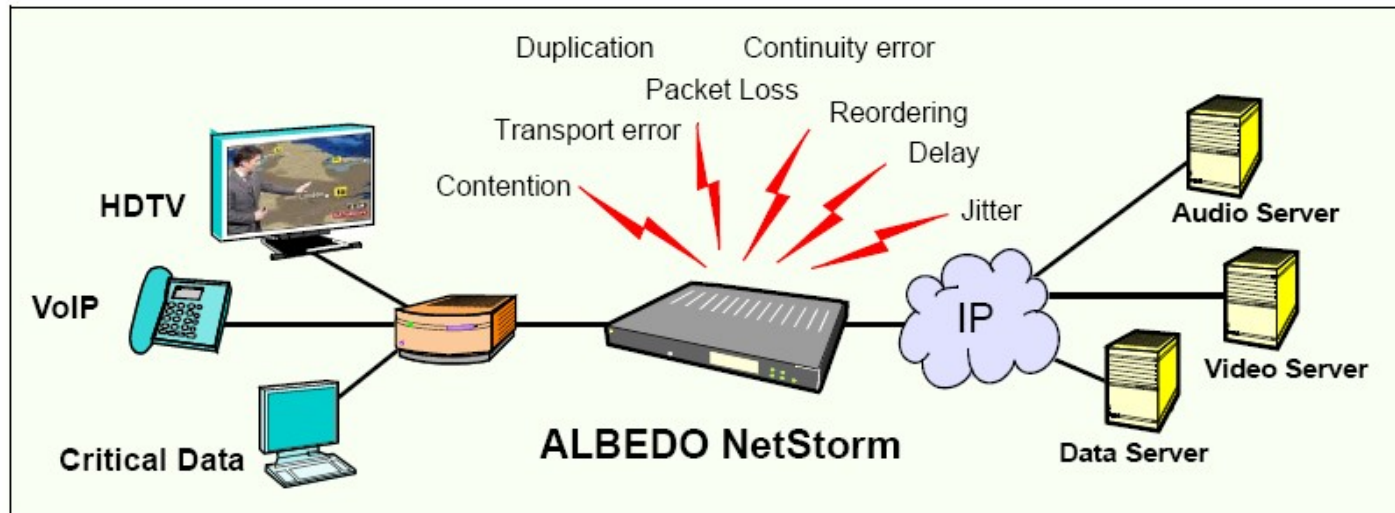 Duplication
Continuity error
Packet Loss
Transport error
Reordering
Delay
Contention
Jitter
HDTV
Audio Server
VoIP
IP
Video Server
Critical Data
ALBEDO NetStorm
Data Server